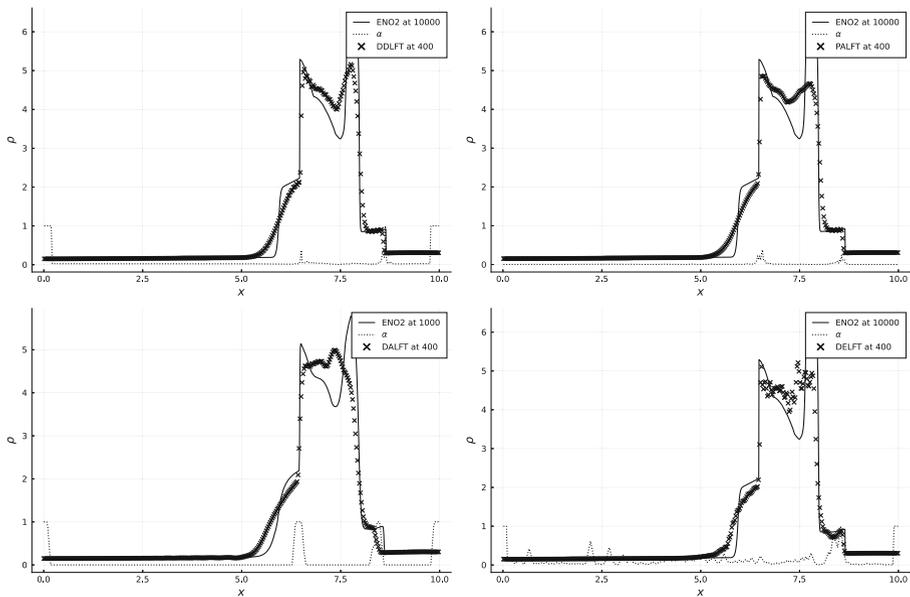 6
5
4
3
2
1
0
ρ
0.0 2.5 5.0 7.5 10.0
x
ENO2 at 10000
α
DDLFT at 400
6
5
4
3
2
1
0
ρ
0.0 2.5 5.0 7.5 10.0
x
ENO2 at 10000
α
PALFT at 400
5
4
3
2
1
0
ρ
0.0 2.5 5.0 7.5 10.0
x
ENO2 at 1000
α
DALFT at 400
6
5
4
3
2
1
0
ρ
0.0 2.5 5.0 7.5 10.0
x
ENO2 at 10000
α
DELFT at 400